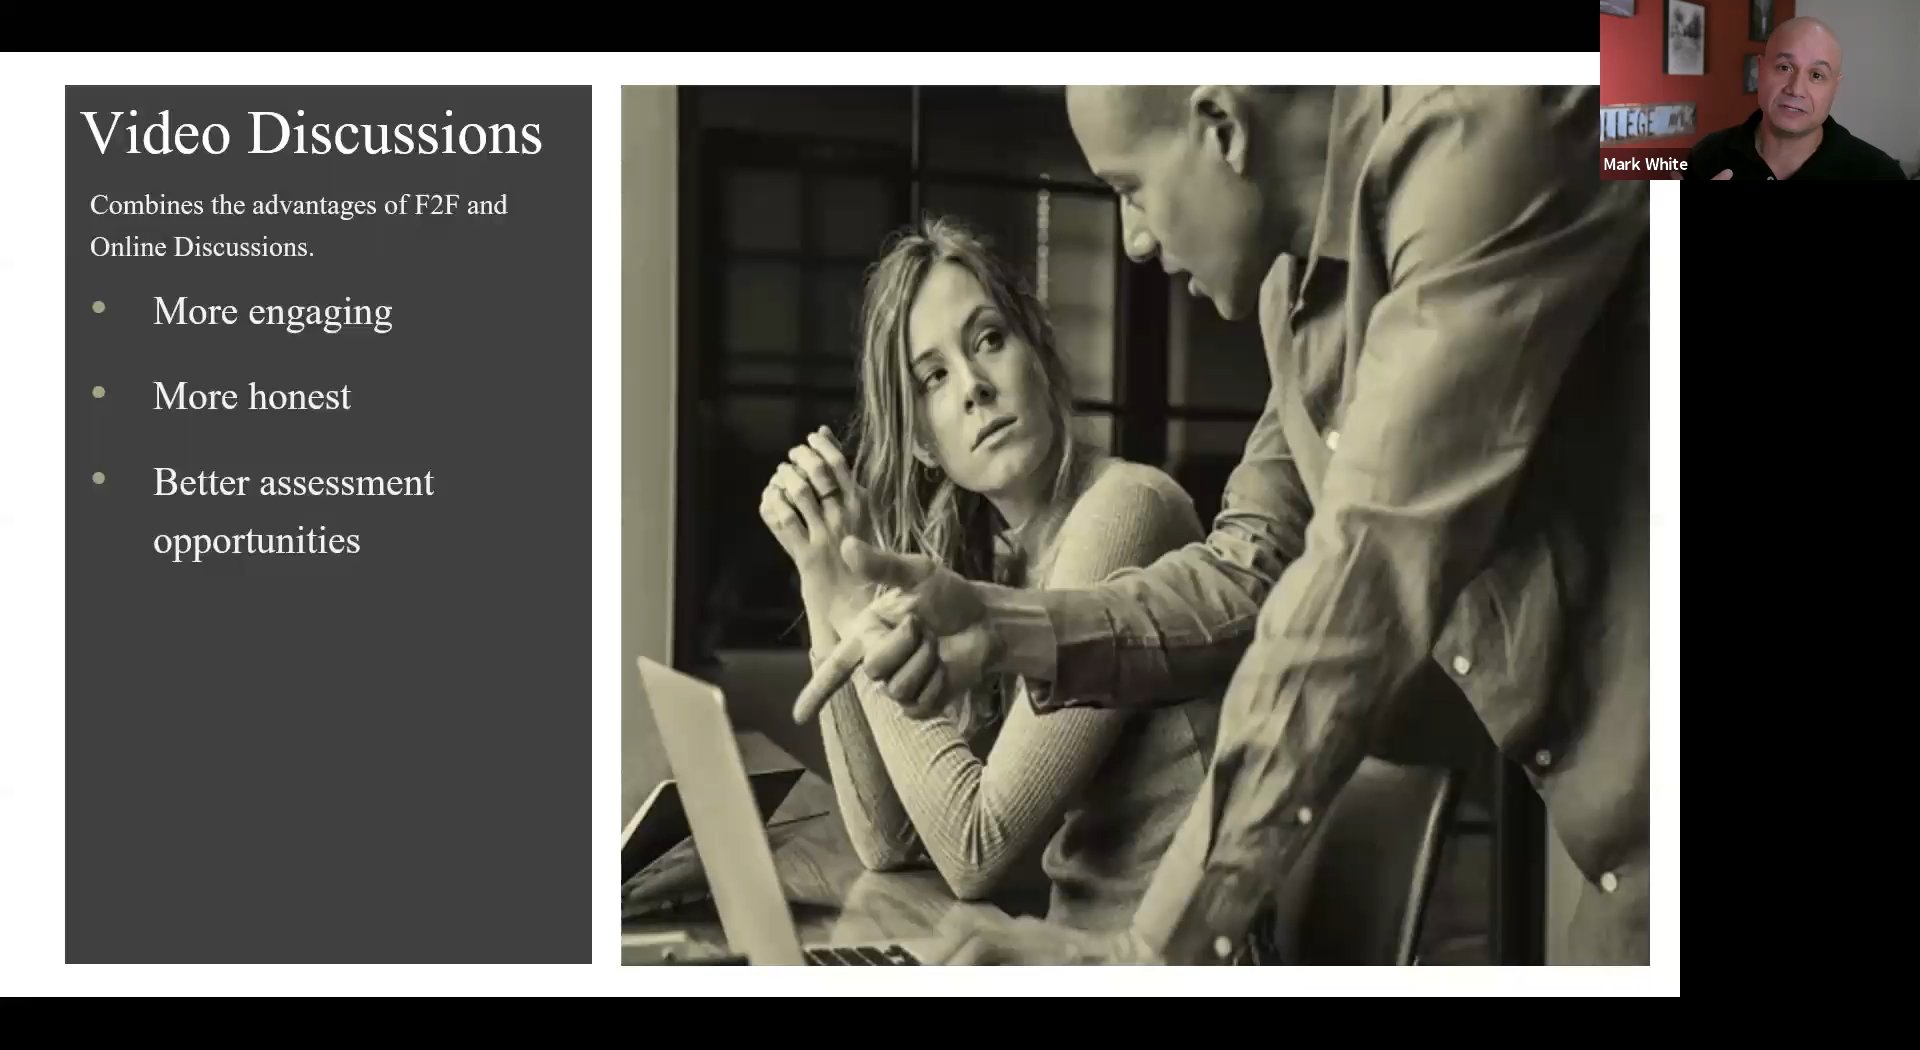 Video Discussions
Combines the advantages of F2F and
Online Discussions.
• More engaging
• More honest
• Better assessment
opportunities
LLEGE
Mark White